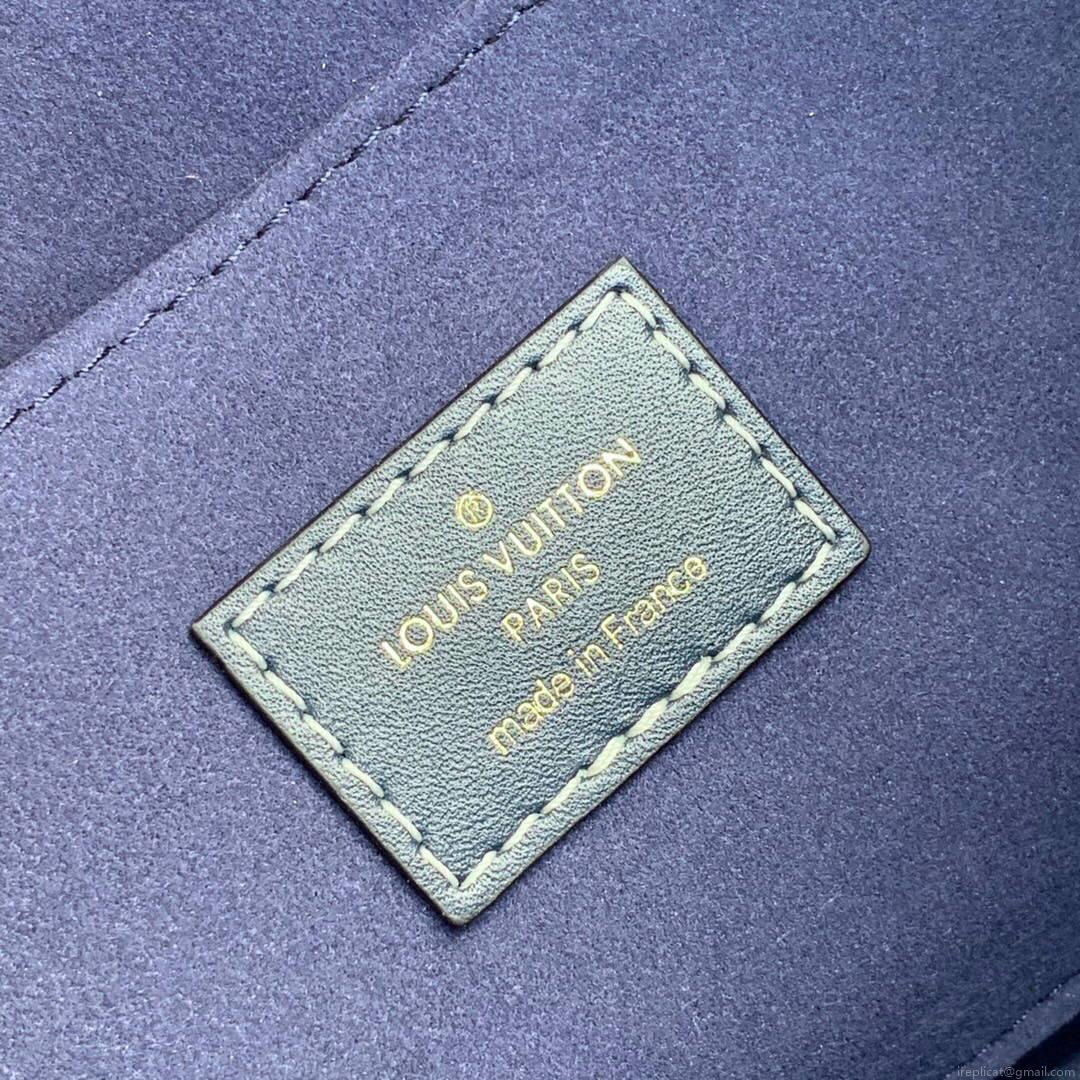 ®
LOUIS VUITTON
PARIS
made in France
ireplicat@gmail.com